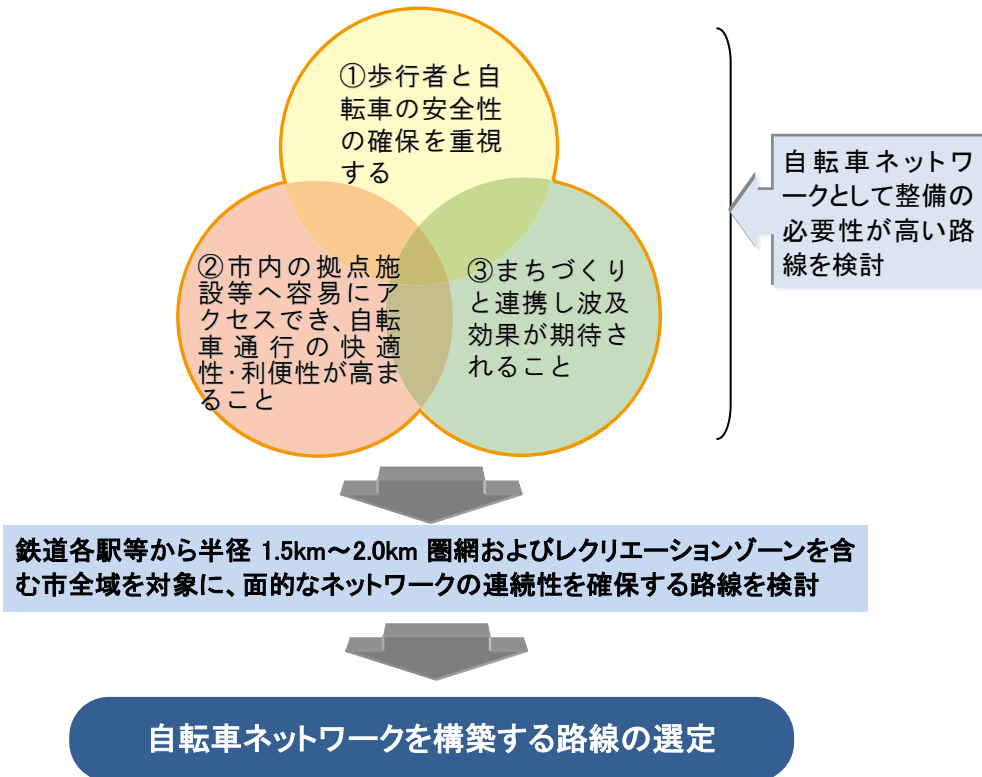 ①歩行者と自
転車の安全性
の確保を重視
する
②市内の拠点施
設等へ容易にア
クセスでき、自転
車通行の快適
性・利便性が高ま
ること
③まちづくり
と連携し波及
効果が期待さ
れること
自転車ネットワ
ークとして整備の
必要性が高い路
線を検討
鉄道各駅等から半径 1.5km～2.0km 圏網およびレクリエーションゾーンを含
む市全域を対象に、面的なネットワークの連続性を確保する路線を検討
自転車ネットワークを構築する路線の選定